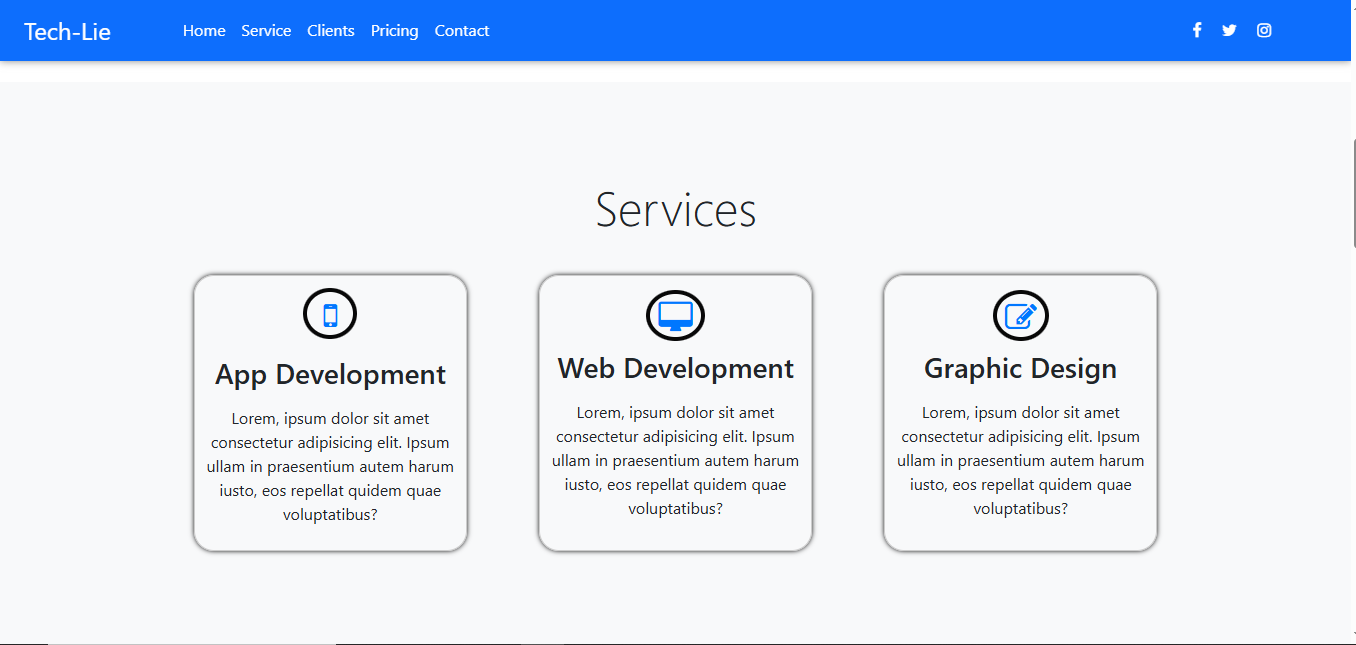 Tech-Lie Home Service Clients Pricing Contact
Services
App Development
Lorem, ipsum dolor sit amet
consectetur adipisicing elit. Ipsum
ullam in praesentium autem harum
iusto, eos repellat quidem quae
voluptatibus?
Web Development
Lorem, ipsum dolor sit amet
consectetur adipisicing elit. Ipsum
ullam in praesentium autem harum
iusto, eos repellat quidem quae
voluptatibus?
Graphic Design
Lorem, ipsum dolor sit amet
consectetur adipisicing elit. Ipsum
ullam in praesentium autem harum
iusto, eos repellat quidem quae
voluptatibus?